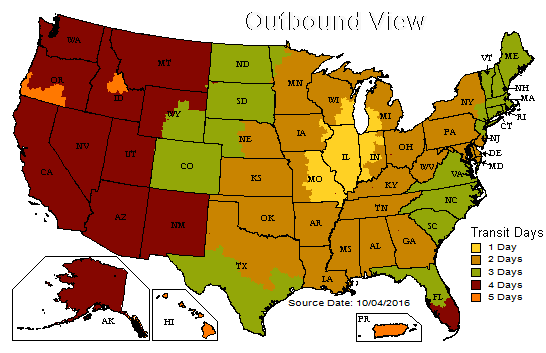 Outbound View
WA
MT
ND
MN
VT
ME
OR
ID
SD
WI
MI
NY
NH
MA
WY
RI
CT
NE
IA
PA
NJ
NV
UT
CO
IL
IN
OH
DE
MD
WV
VA
CA
KS
MO
KY
NC
AZ
NM
OK
AR
TN
SC
MS
AL
GA
TX
LA
FL
Transit Days
1 Day
2 Days
3 Days
4 Days
5 Days
Source Date: 10/04/2016
AK
HI
PR